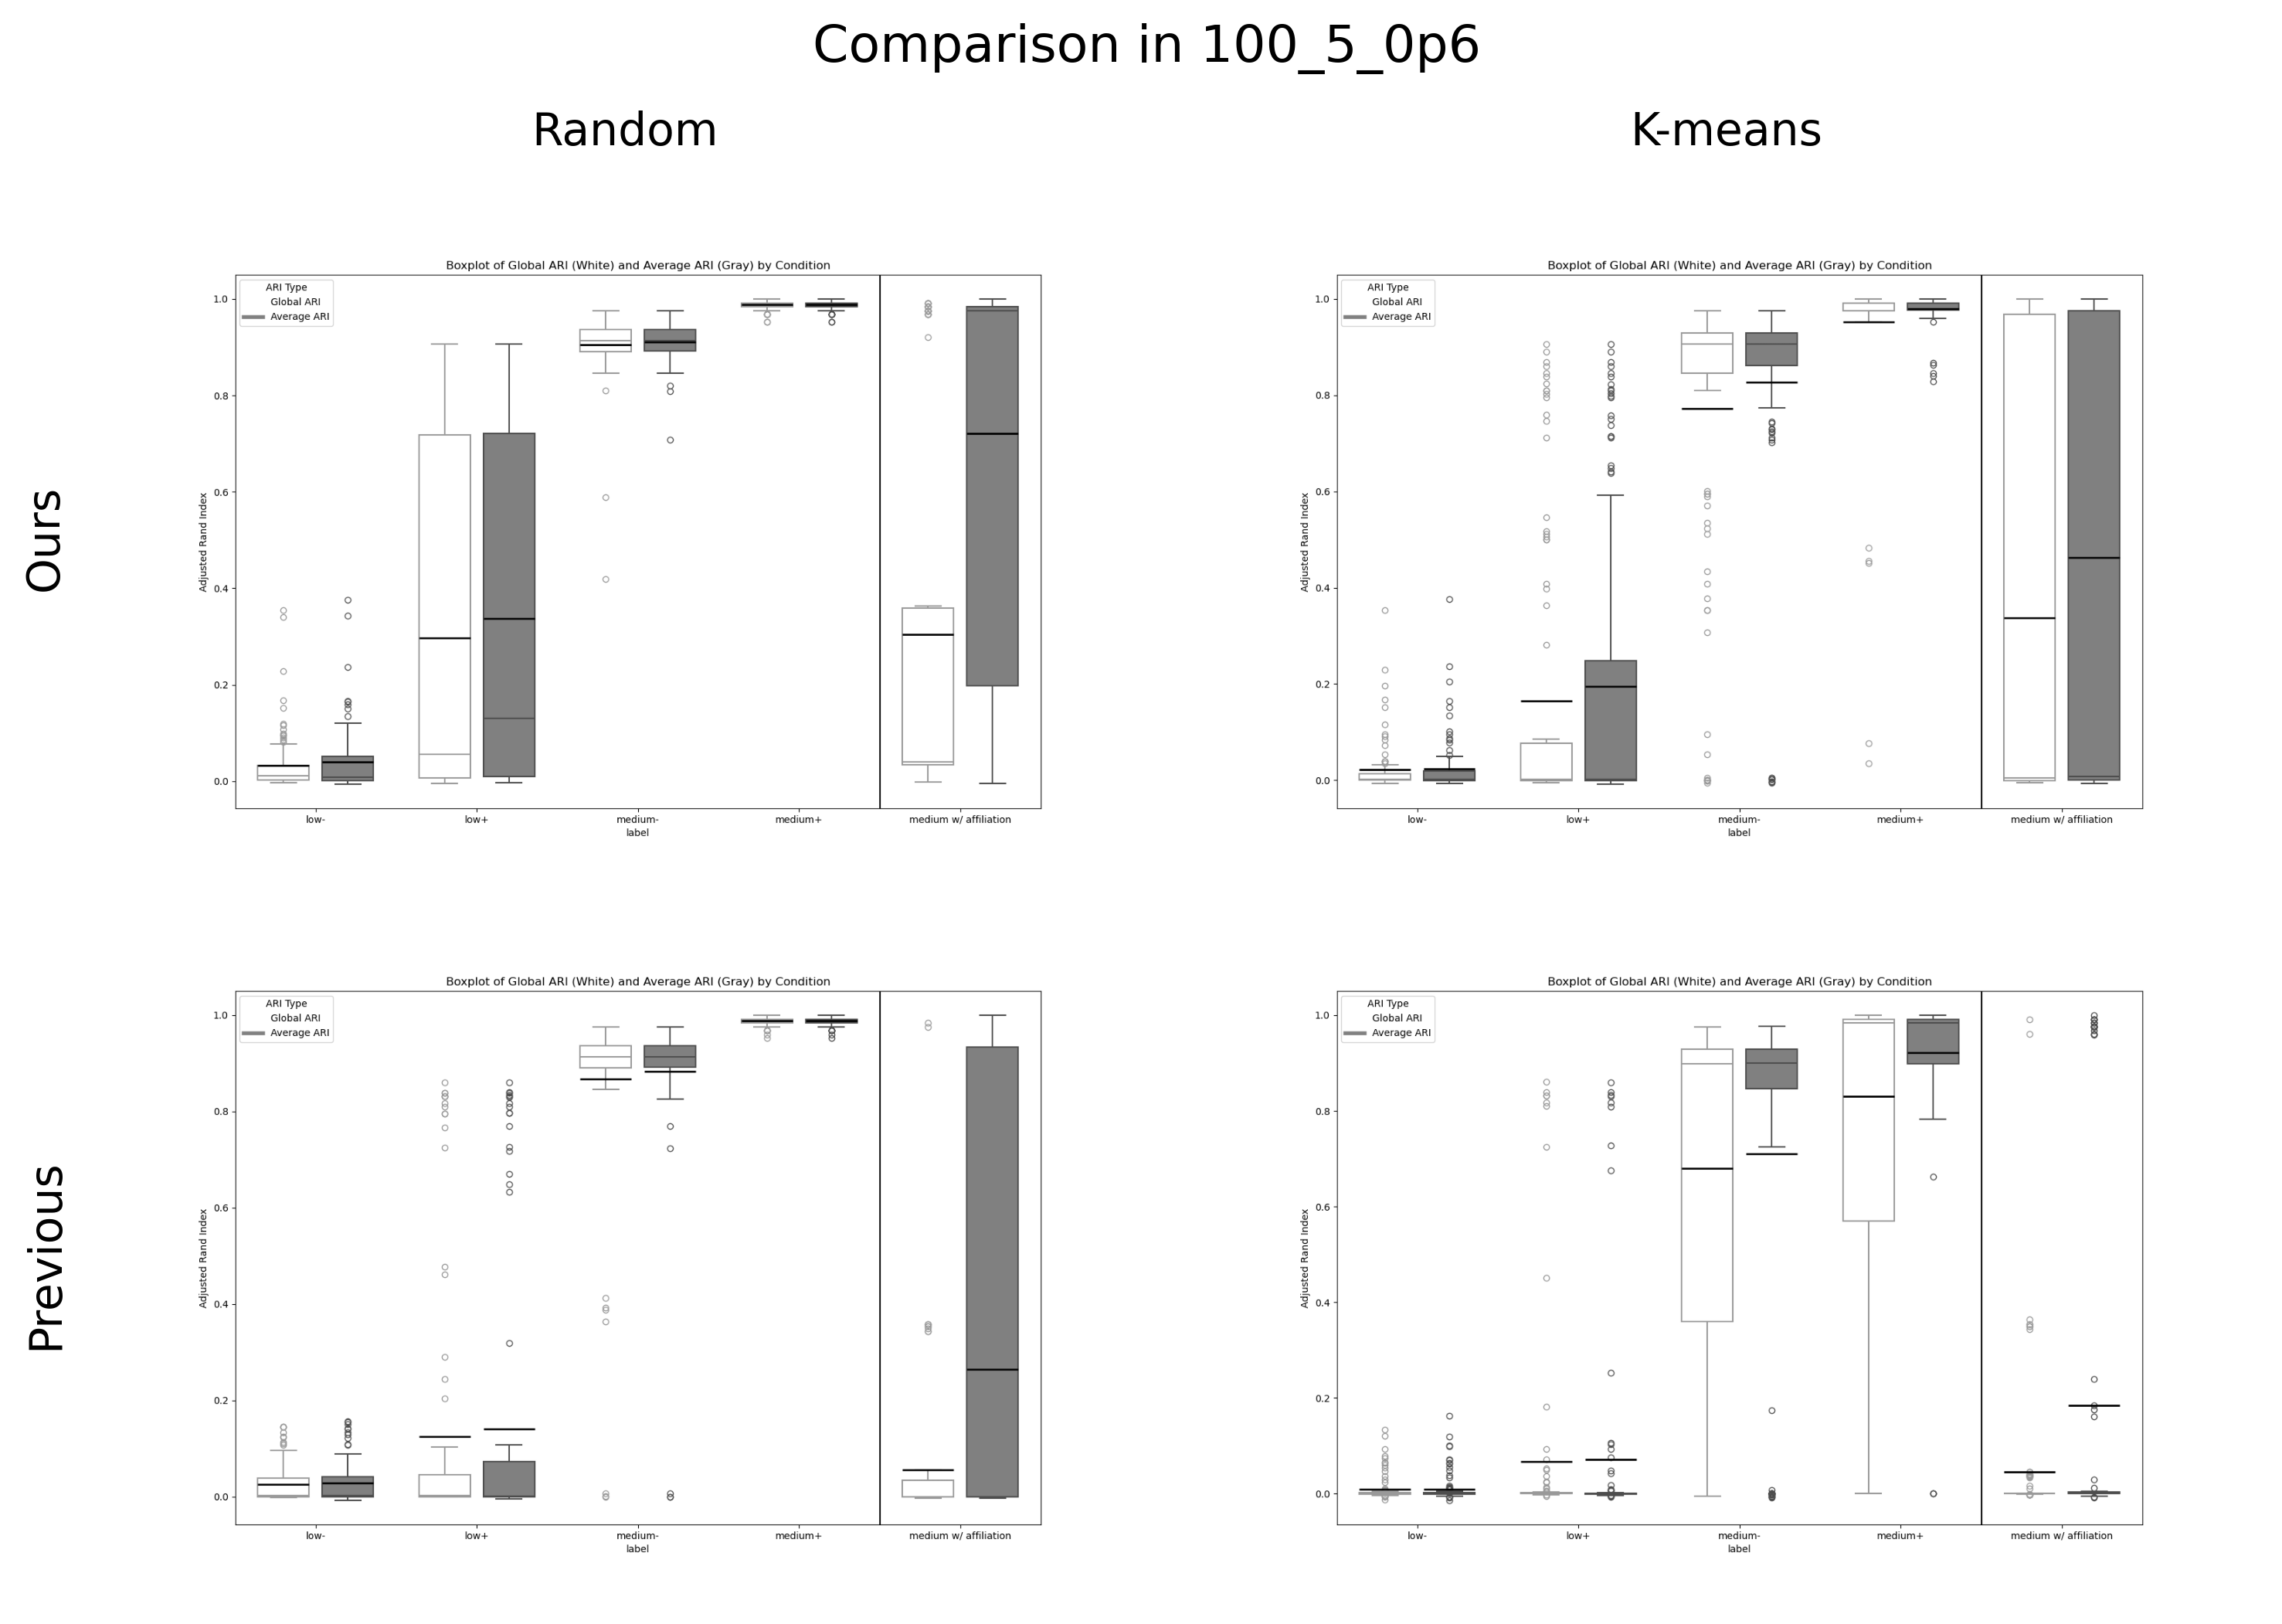 Comparison in 100_5_0p6
Random
K-means
Ours
Boxplot of Global ARI (White) and Average ARI (Gray) by Condition
ARI Type
Global ARI
Average ARI
Adjusted Rand Index
1.0
0.8
0.6
0.4
0.2
0.0
low-
low+
medium-
medium+
medium w/ affiliation
label
Boxplot of Global ARI (White) and Average ARI (Gray) by Condition
ARI Type
Global ARI
Average ARI
Adjusted Rand Index
1.0
0.8
0.6
0.4
0.2
0.0
low-
low+
medium-
medium+
medium w/ affiliation
label
Previous
Boxplot of Global ARI (White) and Average ARI (Gray) by Condition
ARI Type
Global ARI
Average ARI
Adjusted Rand Index
1.0
0.8
0.6
0.4
0.2
0.0
low-
low+
medium-
medium+
medium w/ affiliation
label
Boxplot of Global ARI (White) and Average ARI (Gray) by Condition
ARI Type
Global ARI
Average ARI
Adjusted Rand Index
1.0
0.8
0.6
0.4
0.2
0.0
low-
low+
medium-
medium+
medium w/ affiliation
label